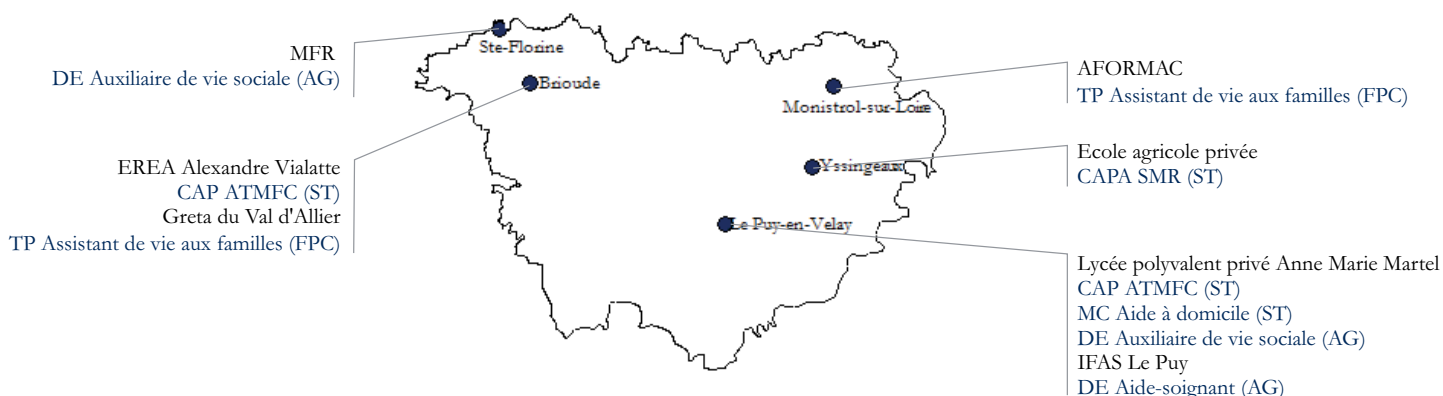 MFR
DE Auxiliaire de vie sociale (AG)
EREA Alexandre Vialatte
CAP ATMFC (ST)
Greta du Val d'Allier
TP Assistant de vie aux familles (FPC)
Ste-Florine
Brioude
Monistrol-sur-Loire
Yssingeaux
Le Puy-en-Velay
AFORMAC
TP Assistant de vie aux familles (FPC)
Ecole agricole privée
CAPA SMR (ST)
Lycée polyvalent privé Anne Marie Martel
CAP ATMFC (ST)
MC Aide à domicile (ST)
DE Auxiliaire de vie sociale (AG)
IFAS Le Puy
DE Aide-soignant (AG)